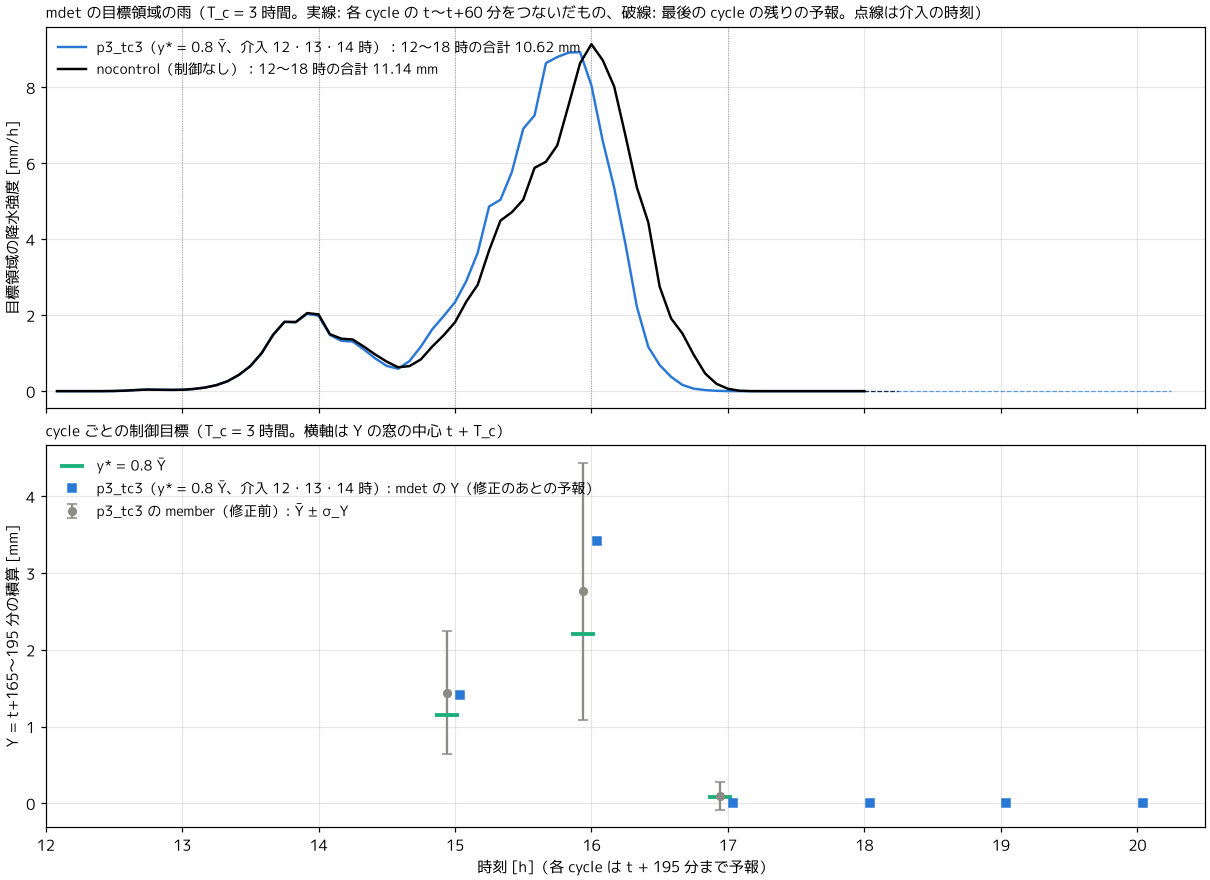 mdet の目標領域の雨（T_c = 3 時間。実線: 各 cycle の t〜t+60 分をつないだもの、破線: 最後の cycle の残りの予報。点線は介入の時刻）
p3_tc3（y* = 0.8 Ȳ、介入 12・13・14 時）: 12〜18 時の合計 10.62 mm
nocontrol（制御なし）: 12〜18 時の合計 11.14 mm
目標領域の降水強度 [mm/h]
8
6
4
2
0
cycle ごとの制御目標（T_c = 3 時間。横軸は Y の窓の中心 t + T_c）
y* = 0.8 Ȳ
p3_tc3（y* = 0.8 Ȳ、介入 12・13・14 時）: mdet の Y（修正のあとの予報）
p3_tc3 の member（修正前）: Ȳ ± σ_Y
Y = t+165〜195 分の積算 [mm]
4
3
2
1
0
12 13 14 15 16 17 18 19 20
時刻 [h]（各 cycle は t + 195 分まで予報）